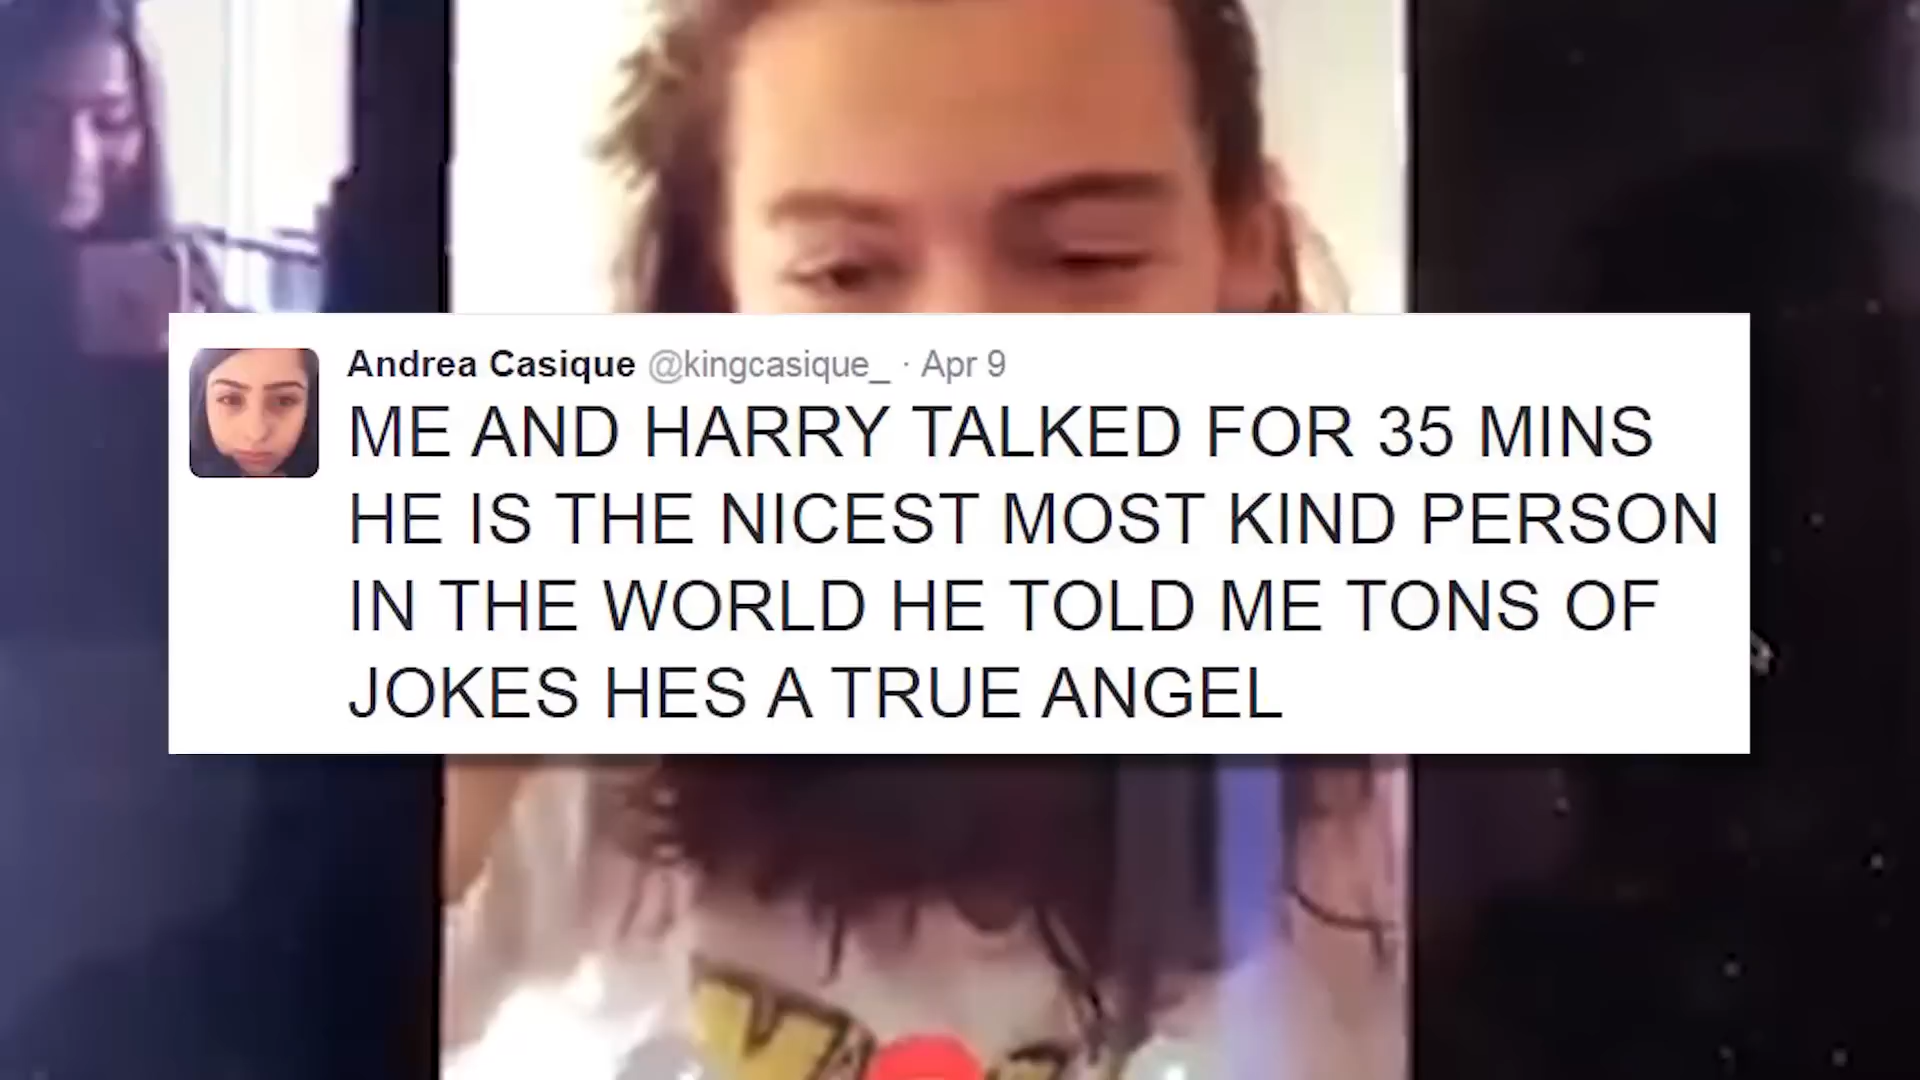 Andrea Casique @kingcasique_ · Apr 9
ME AND HARRY TALKED FOR 35 MINS
HE IS THE NICEST MOST KIND PERSON
IN THE WORLD HE TOLD ME TONS OF
JOKES HES A TRUE ANGEL